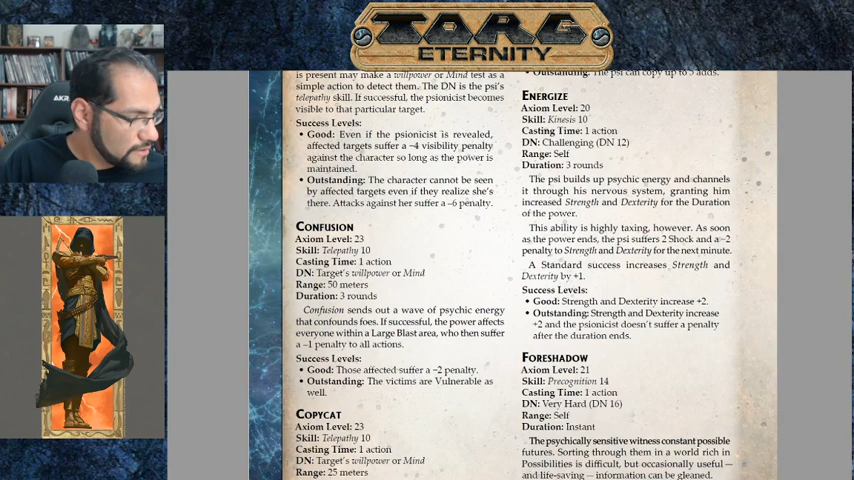 TORG
ETERNITY
AKR
is present may make a willpower or Mind test as
simple action to detect them. The DN is the psi's
telepathy skill. If successful, the psionicist becomes
visible to that particular target.
Success Levels:
• Good: Even if the psionicist is revealed,
affected targets suffer a –4 visibility penalty
against the character so long as the power is
maintained.
• Outstanding: The character cannot be seen
by affected targets even if they realize she's
there. Attacks against her suffer a –6 penalty.
CONFUSION
Axiom Level: 23
Skill: Telepathy 10
Casting Time: 1 action
DN: Target's willpower or Mind
Range: 50 meters
Duration: 3 rounds
Confusion sends out a wave of psychic energy
that confounds foes. If successful, the power affects
everyone within a Large Blast area, who then suffer
a –1 penalty to all actions.
Success Levels:
• Good: Those affected suffer a –2 penalty.
• Outstanding: The victims are Vulnerable as
well.
COPYCAT
Axiom Level: 23
Skill: Telepathy 10
Casting Time: 1 action
DN: Target's willpower or Mind
Range: 25 meters
• Outstanding: The psi can copy up to 5 adds.
ENERGIZE
Axiom Level: 20
Skill: Kinesis 10
Casting Time: 1 action
DN: Challenging (DN 12)
Range: Self
Duration: 3 rounds
The psi builds up psychic energy and channels
it through his nervous system, granting him
increased Strength and Dexterity for the Duration
of the power.
This ability is highly taxing, however. As soon
as the power ends, the psi suffers 2 Shock and a –2
penalty to Strength and Dexterity for the next minute.
A Standard success increases Strength and
Dexterity by +1.
Success Levels:
• Good: Strength and Dexterity increase +2.
• Outstanding: Strength and Dexterity increase
+2 and the psionicist doesn't suffer a penalty
after the duration ends.
FORESHADOW
Axiom Level: 21
Skill: Precognition 14
Casting Time: 1 action
DN: Very Hard (DN 16)
Range: Self
Duration: Instant
The psychically sensitive witness constant possible
futures. Sorting through them in a world rich in
Possibilities is difficult, but occasionally useful—
and life-saving—information can be gleaned.